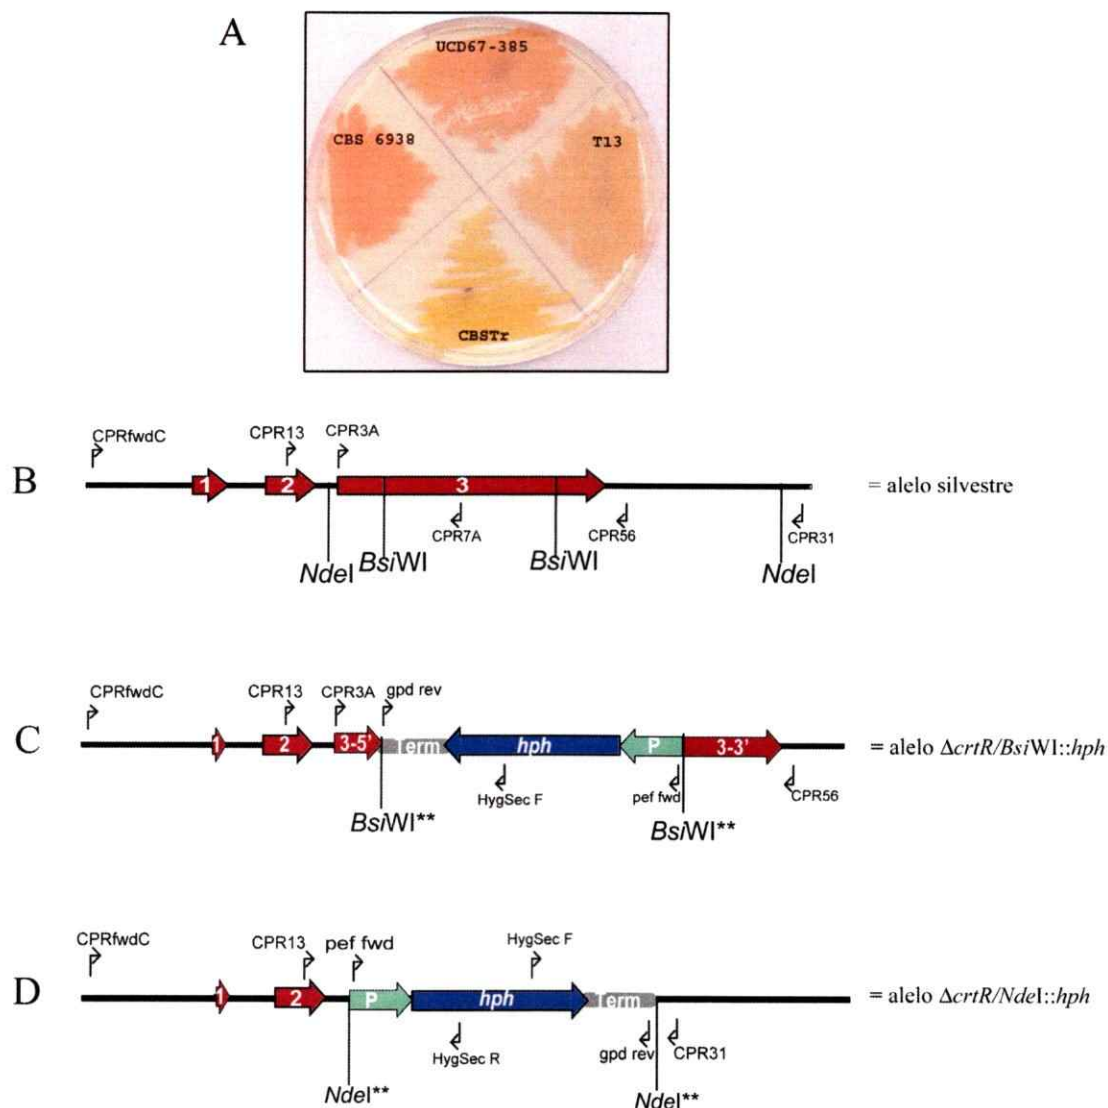 A
UCD67-385
CBS 6938
T13
CBSTr
B
CPRfwdC
CPR13
CPR3A
1
2
3
= alelo silvestre
CPR7A
CPR56
CPR31
NdeI
BsiWI
BsiWI
NdeI
C
CPRfwdC
CPR13
CPR3A
gpd rev
1
2
3-5'
Term
hph
P
3-3'
= alelo ΔcrtR/BsiWI::hph
HygSec F
pef fwd
CPR56
BsiWI**
BsiWI**
D
CPRfwdC
CPR13
pef fwd
HygSec F
1
2
P
hph
Term
= alelo ΔcrtR/NdeI::hph
HygSec R
gpd rev
CPR31
NdeI**
NdeI**